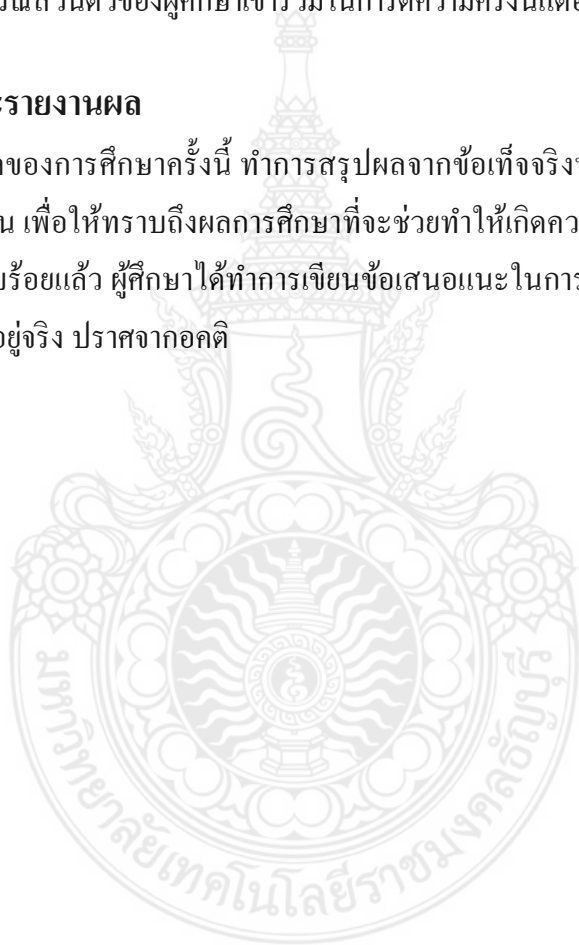 ส่วนตัวของผู้ศึกษาเข้าร่วมในการตีความครั้งนี้แต่
ะรายงานผล
ของการศึกษาครั้งนี้ ทำการสรุปผลจากข้อเท็จจริง
น เพื่อให้ทราบถึงผลการศึกษาที่จะช่วยทำให้เกิดคว
บร้อยแล้ว ผู้ศึกษาได้ทำการเขียนข้อเสนอแนะในการ
อยู่จริง ปราศจากอคติ
มหาวิทยาลัยเทคโนโลยีราชมงคลธัญบุรี